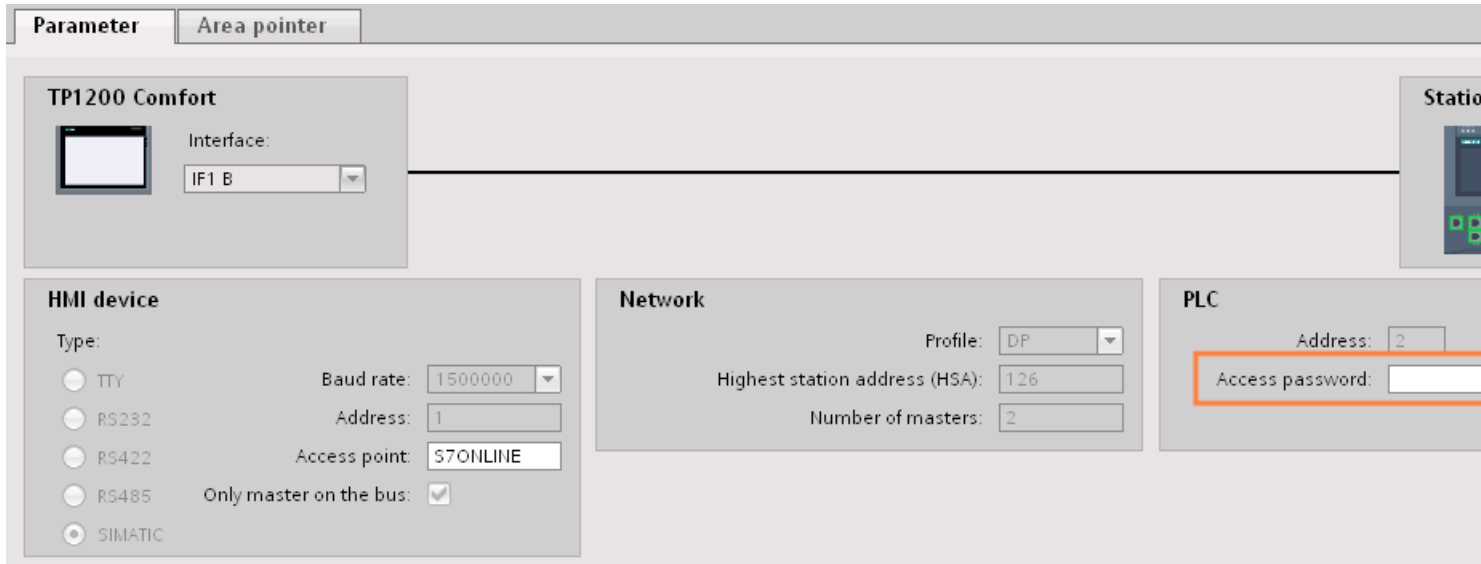 Parameter
Area pointer
TP1200 Comfort
Interface:
IF1 B
HMI device
Type:
TTY
RS232
RS422
RS485
SIMATIC
Baud rate: 1500000
Address: 1
Access point: S7ONLINE
Only master on the bus:
Network
Profile: DP
Highest station address (HSA): 126
Number of masters: 2
Statio
PLC
Address: 2
Access password: